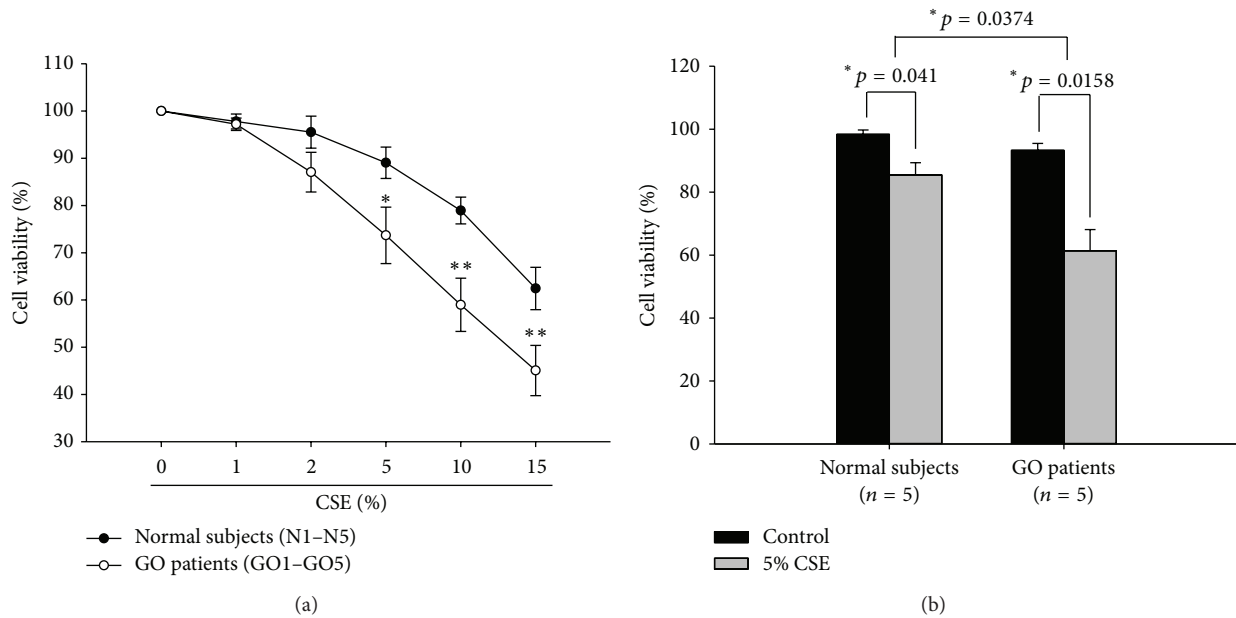 110
100
90
80
70
60
50
40
30
Cell viability (%)
*
**
**
0 1 2 5 10 15
CSE (%)
Normal subjects (N1–N5)
GO patients (GO1–GO5)
(a)
* p = 0.0374
* p = 0.041
* p = 0.0158
120
100
80
60
40
20
0
Cell viability (%)
Normal subjects GO patients
(n = 5) (n = 5)
Control
5% CSE
(b)